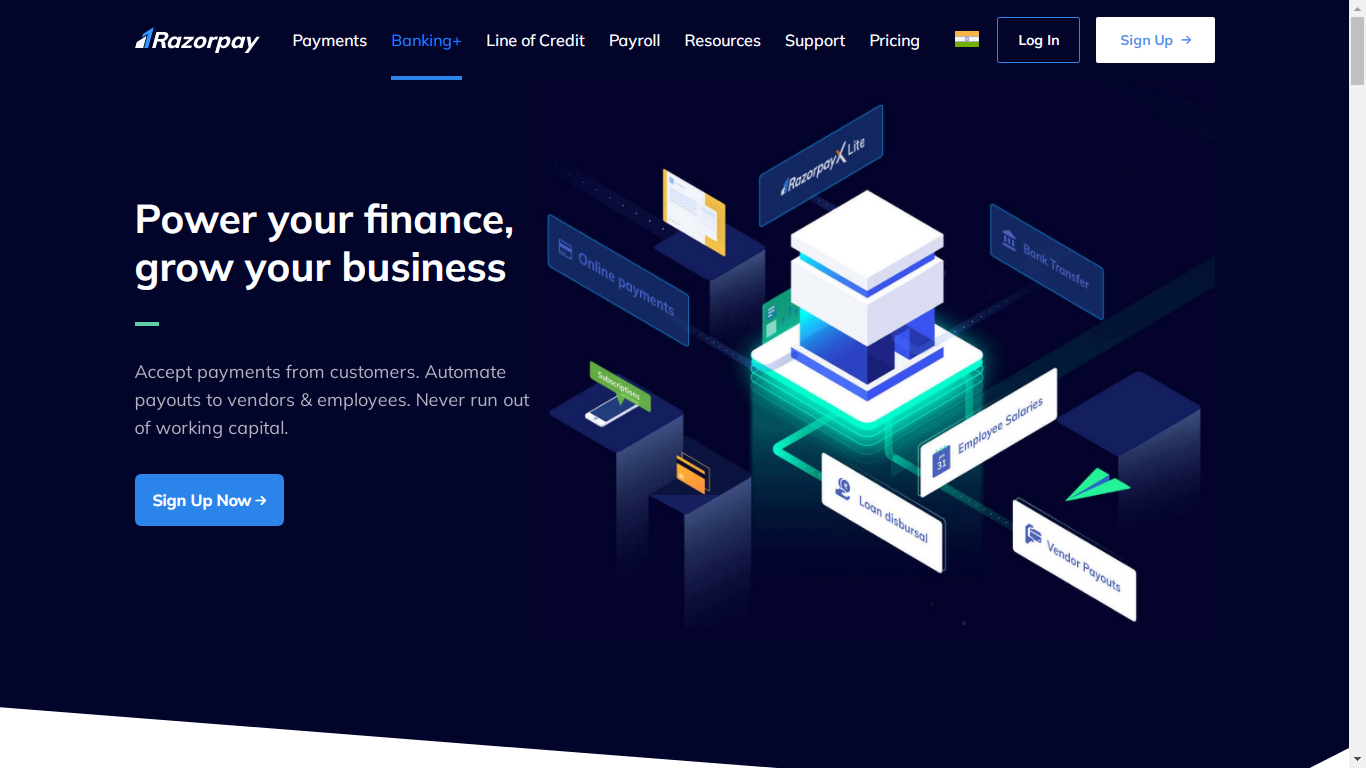 Razorpay
Payments
Banking+
Line of Credit
Payroll
Resources
Support
Pricing
Log In
Sign Up →
Power your finance,
grow your business
Accept payments from customers. Automate
payouts to vendors & employees. Never run out
of working capital.
Sign Up Now →
RazorpayX Lite
Online payments
Bank Transfer
Subscriptions
Employee Salaries
31
Loan disbursal
Vendor Payouts